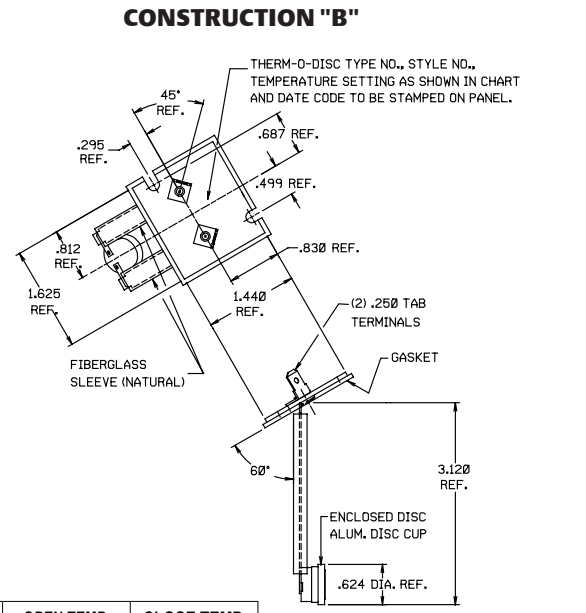 CONSTRUCTION "B"
THERM-O-DISC TYPE NO., STYLE NO.,
TEMPERATURE SETTING AS SHOWN IN CHART
AND DATE CODE TO BE STAMPED ON PANEL.
45°
REF.
.295
REF.
.687 REF.
.499 REF.
.812
REF.
.830 REF.
1.625
REF.
1.440
REF.
(2) .250 TAB
TERMINALS
FIBERGLASS
SLEEVE (NATURAL)
GASKET
60°
3.120
REF.
ENCLOSED DISC
ALUM. DISC CUP
.624 DIA. REF.
OPEN TEMP
CLOSE TEMP